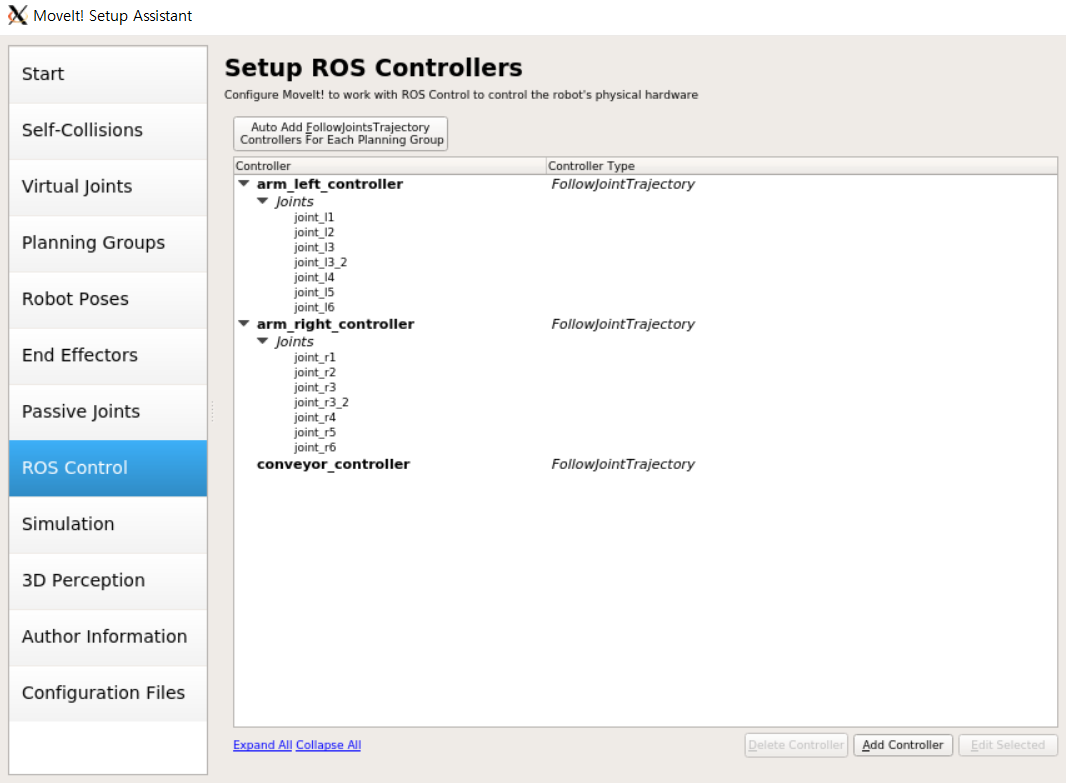 MoveIt! Setup Assistant
Start
Self-Collisions
Virtual Joints
Planning Groups
Robot Poses
End Effectors
Passive Joints
ROS Control
Simulation
3D Perception
Author Information
Configuration Files
Setup ROS Controllers
Configure MoveIt! to work with ROS Control to control the robot's physical hardware
Auto Add FollowJointsTrajectory
Controllers For Each Planning Group
Controller Controller Type
arm_left_controller FollowJointTrajectory
Joints
joint_l1
joint_l2
joint_l3
joint_l3_2
joint_l4
joint_l5
joint_l6
arm_right_controller FollowJointTrajectory
Joints
joint_r1
joint_r2
joint_r3
joint_r3_2
joint_r4
joint_r5
joint_r6
conveyor_controller FollowJointTrajectory
Expand All Collapse All Delete Controller Add Controller Edit Selected